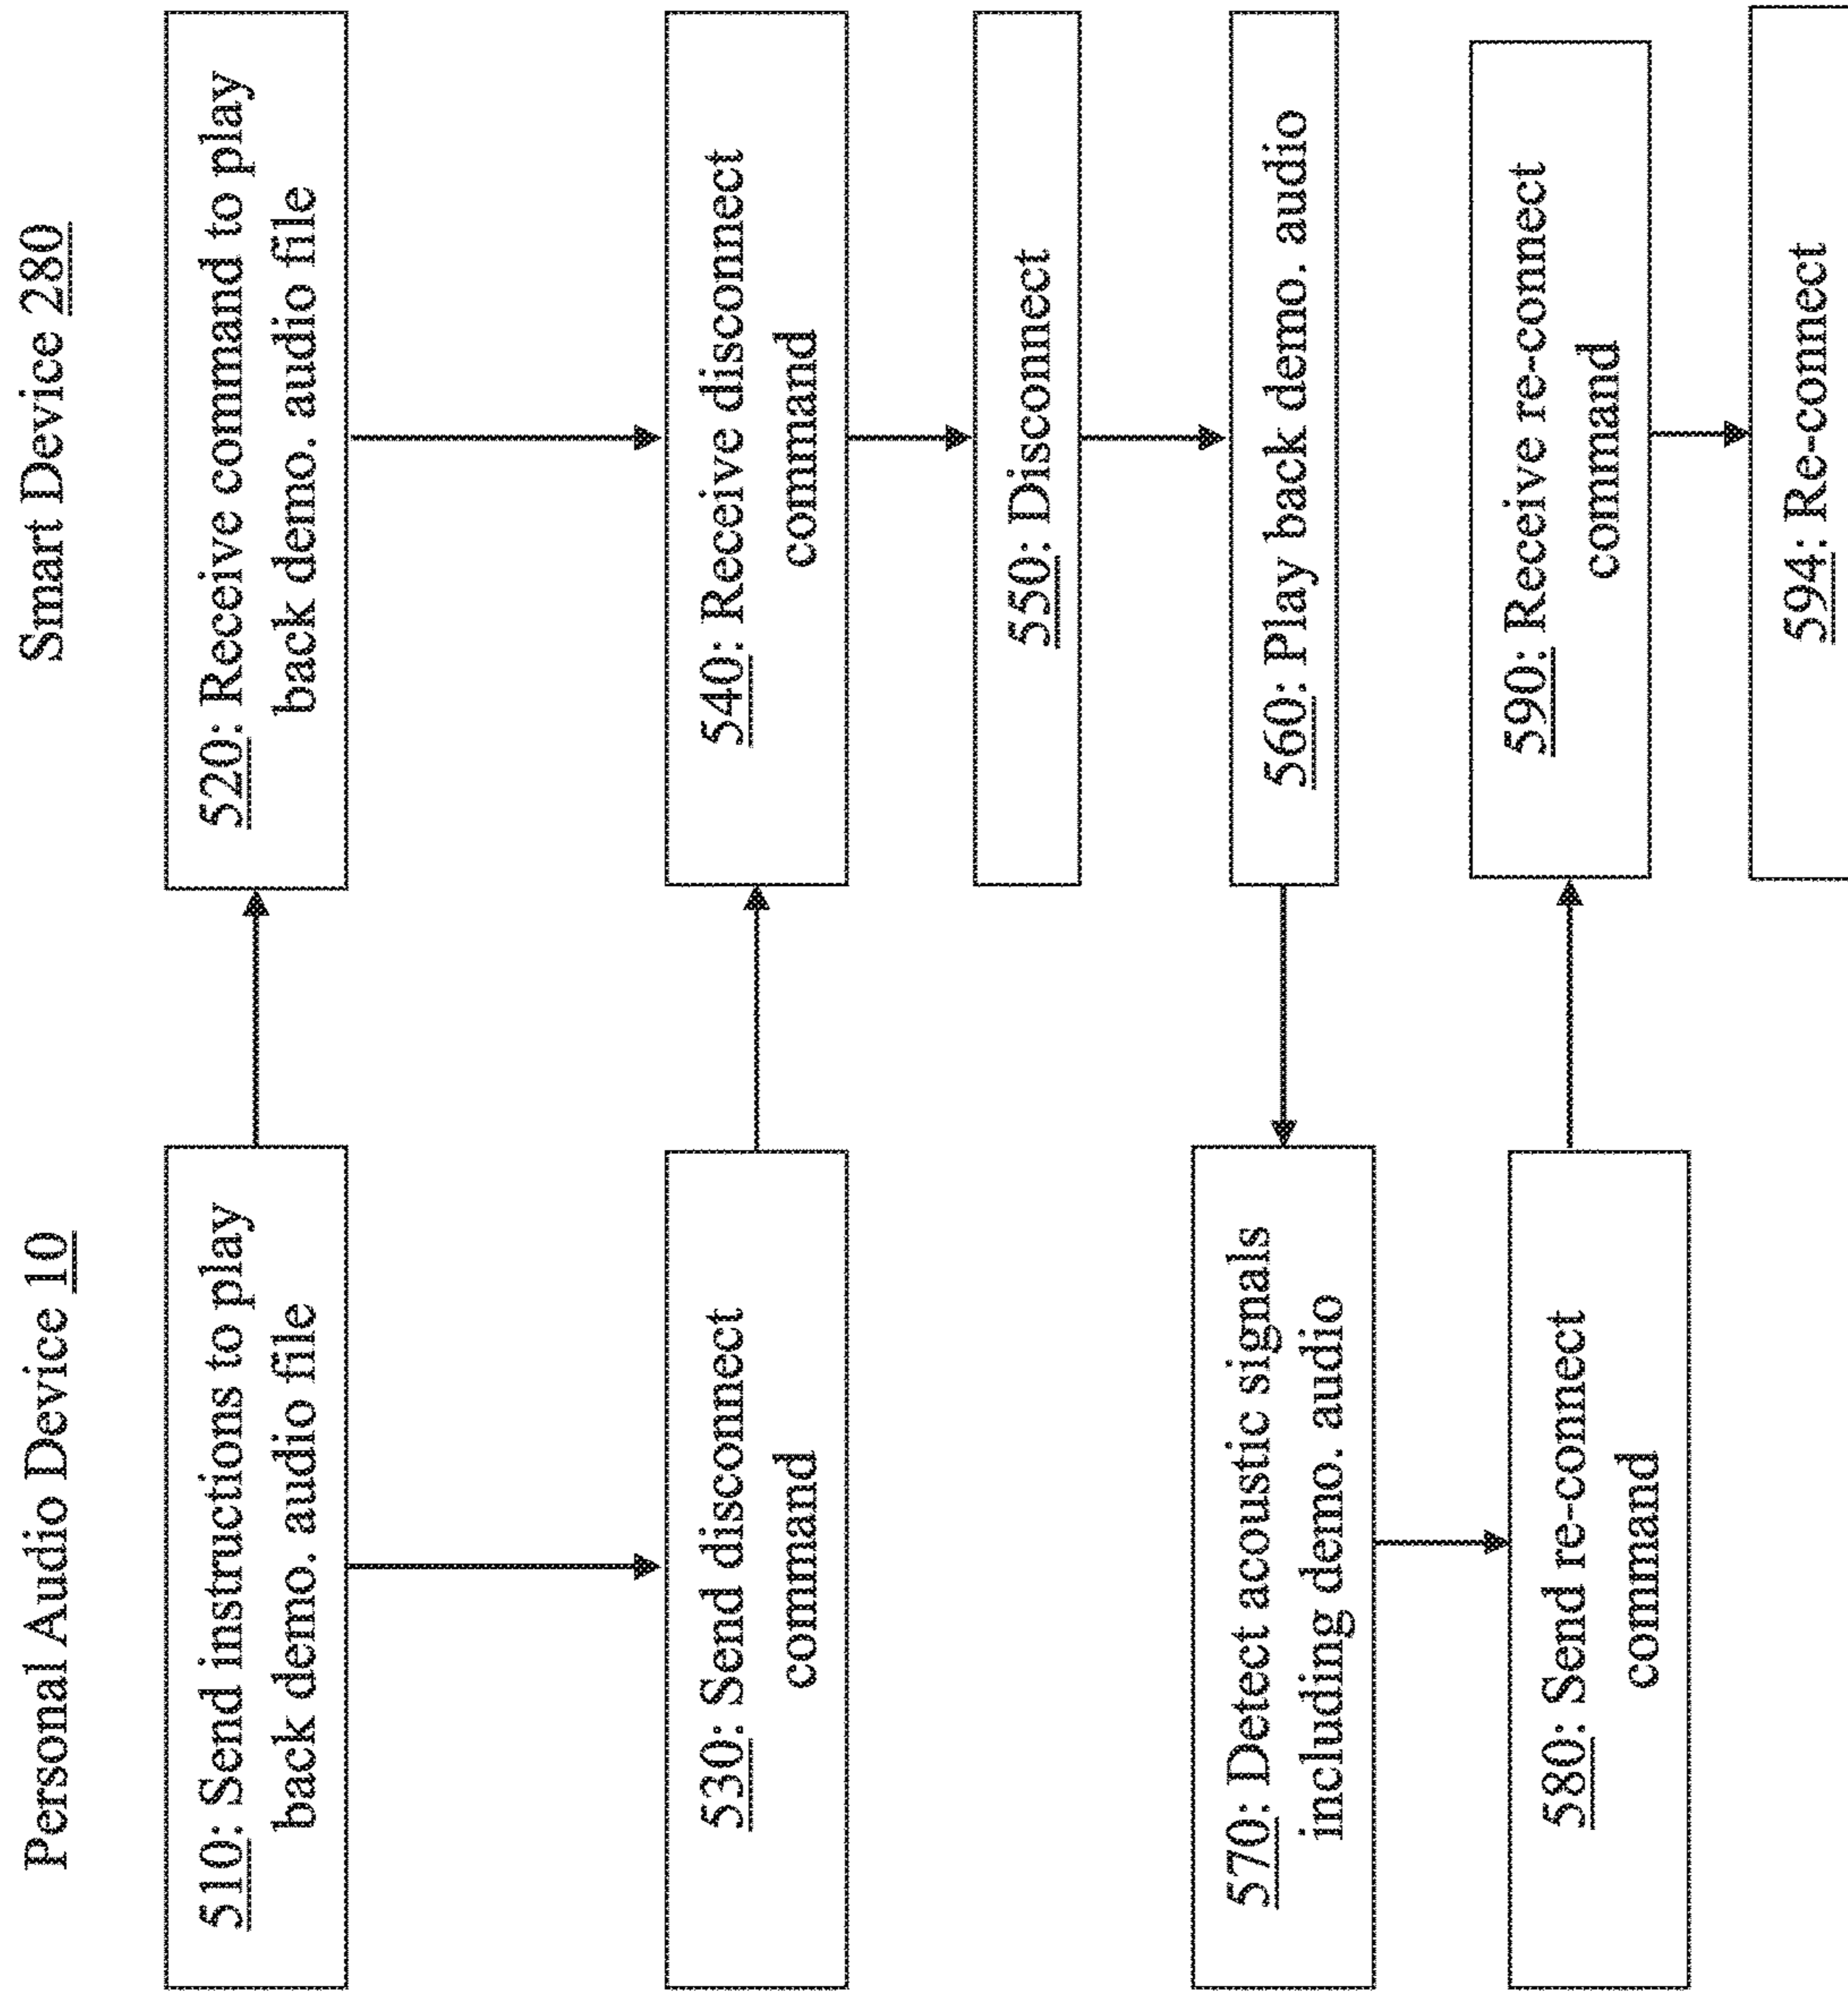 Personal Audio Device 10
Smart Device 280
510: Send instructions to play
back demo. audio file
520: Receive command to play
back demo. audio file
530: Send disconnect
command
540: Receive disconnect
command
550: Disconnect
560: Play back demo. audio
570: Detect acoustic signals
including demo. audio
580: Send re-connect
command
590: Receive re-connect
command
594: Re-connect